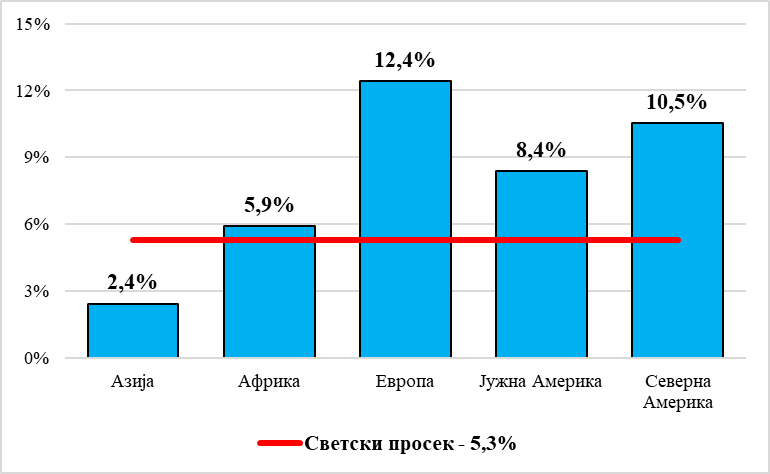 15%
12,4%
12%
10,5%
9%
8,4%
6%
5,9%
3%
2,4%
0%
Азија
Африка
Европа
Јужна Америка
Северна
Америка
Светски просек - 5,3%